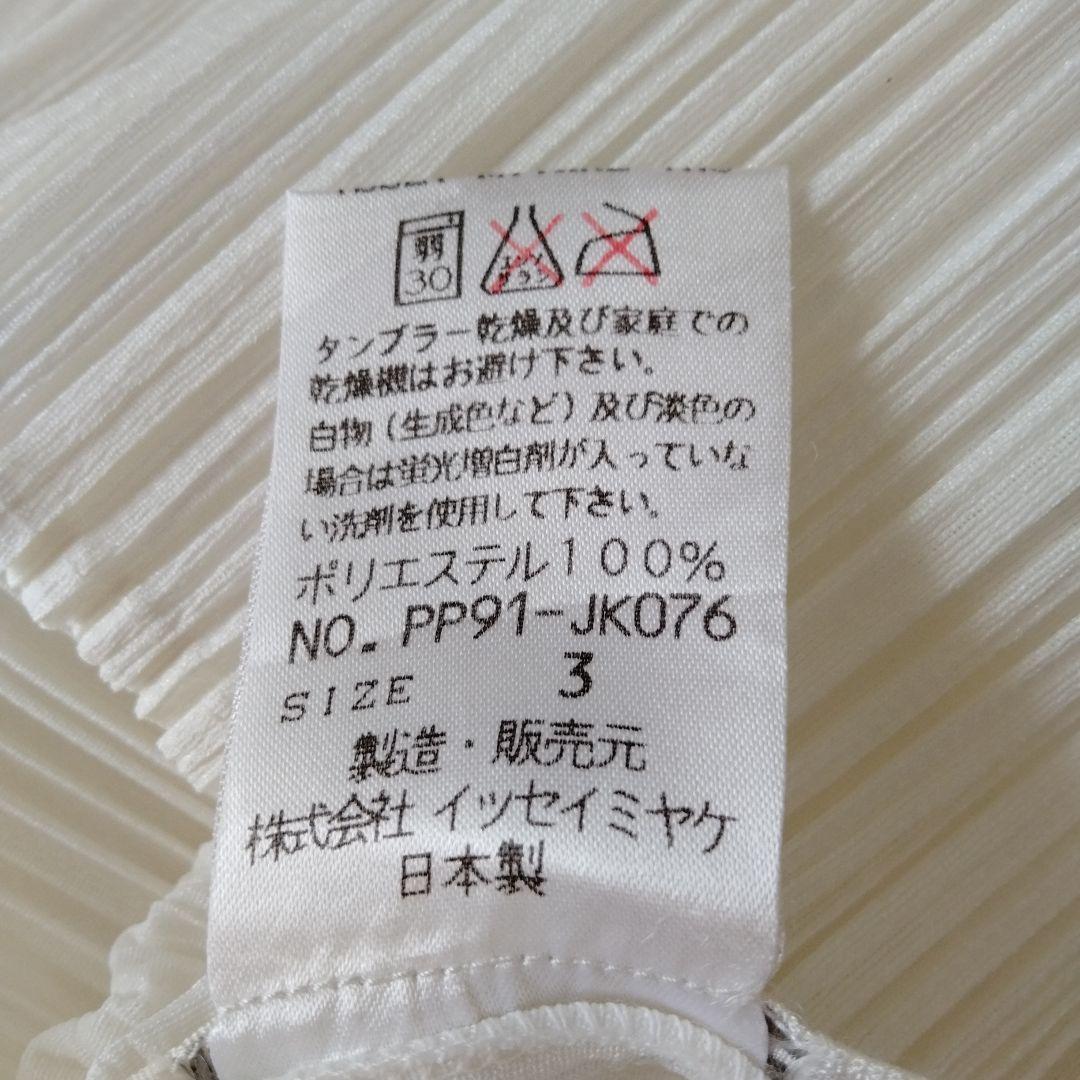 弱
30
エンソ
サラシ
タンブラー乾燥及び家庭での
乾燥機はお避け下さい。
白物(生成色など)及び淡色の
場合は蛍光増白剤が入っていな
い洗剤を使用して下さい。
ポリエステル100%
NO. PP91-JK076
SIZE 3
製造・販売元
株式会社 イッセイミヤケ
日本製